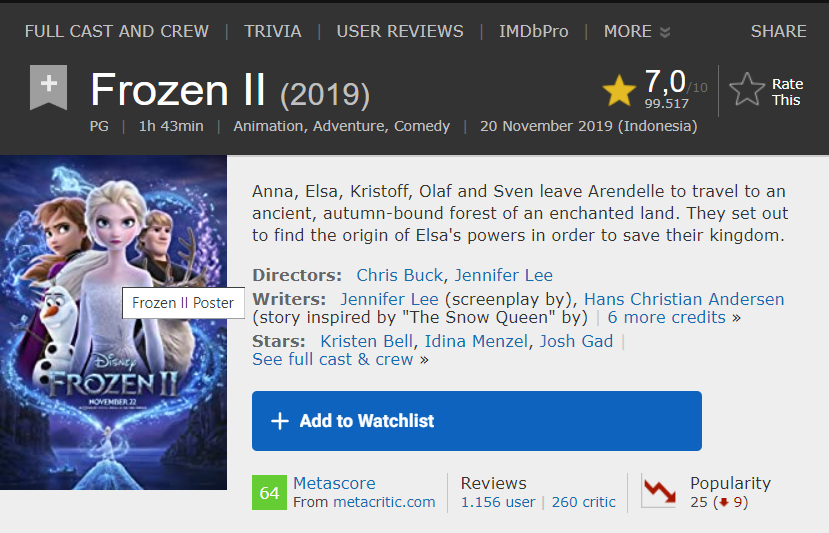 FULL CAST AND CREW | TRIVIA | USER REVIEWS | IMDbPro | MORE SHARE
+ Frozen II (2019)
7,0/10
99.517
Rate
This
PG | 1h 43min | Animation, Adventure, Comedy | 20 November 2019 (Indonesia)
Anna, Elsa, Kristoff, Olaf and Sven leave Arendelle to travel to an
ancient, autumn-bound forest of an enchanted land. They set out
to find the origin of Elsa's powers in order to save their kingdom.
Directors: Chris Buck, Jennifer Lee
Writers: Jennifer Lee (screenplay by), Hans Christian Andersen
(story inspired by "The Snow Queen" by) | 6 more credits »
Stars: Kristen Bell, Idina Menzel, Josh Gad |
See full cast & crew »
Frozen II Poster
Disney
FROZEN II
NOVEMBER 22
+ Add to Watchlist
64 Metascore
From metacritic.com
Reviews
1.156 user | 260 critic
Popularity
25 (9)